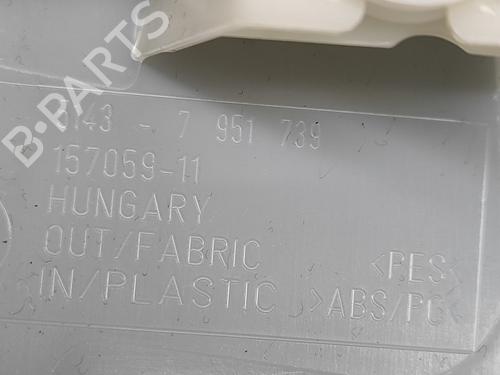 B-PARTS
5143 - 7 951 739
157059-11
HUNGARY
OUT/FABRIC <PES<
IN/PLASTIC >ABS/PC<